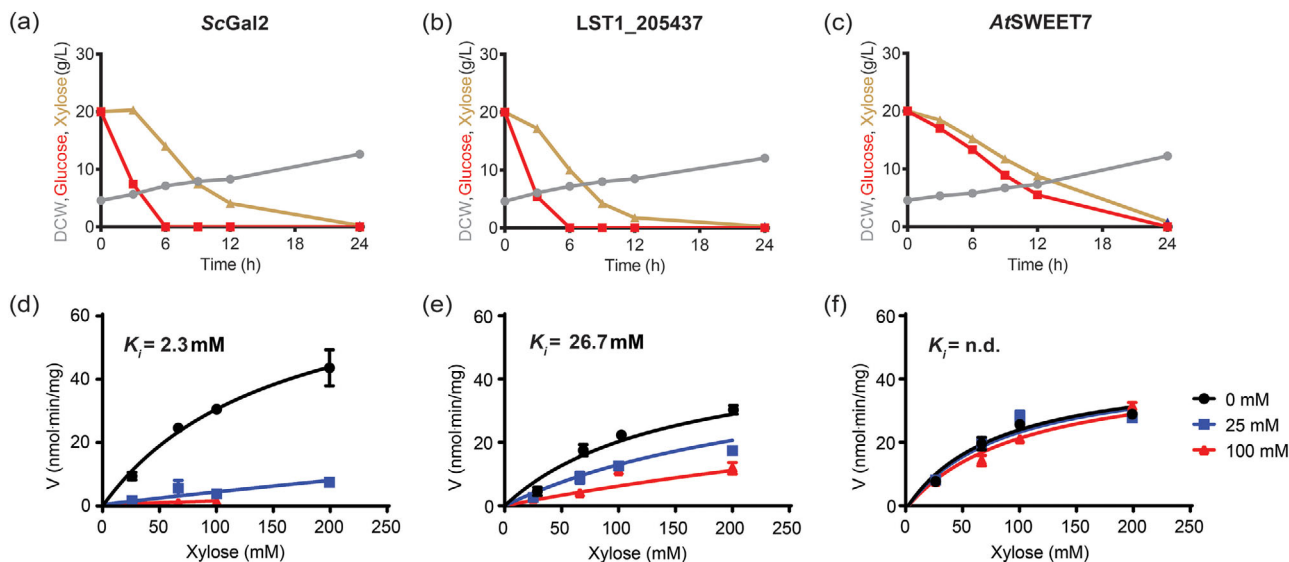 (a) ScGal2
DCW, Glucose, Xylose (g/L)
30
20
10
0
0 6 12 18 24
Time (h)
(b) LST1_205437
DCW, Glucose, Xylose (g/L)
30
20
10
0
0 6 12 18 24
Time (h)
(c) AtSWEET7
DCW, Glucose, Xylose (g/L)
30
20
10
0
0 6 12 18 24
Time (h)
(d)
V (nmol·min/mg)
60
40
20
0
Ki = 2.3 mM
0 50 100 150 200 250
Xylose (mM)
(e)
V (nmol·min/mg)
60
40
20
0
Ki = 26.7 mM
0 50 100 150 200 250
Xylose (mM)
(f)
V (nmol·min/mg)
60
40
20
0
Ki = n.d.
0 50 100 150 200 250
Xylose (mM)
0 mM
25 mM
100 mM